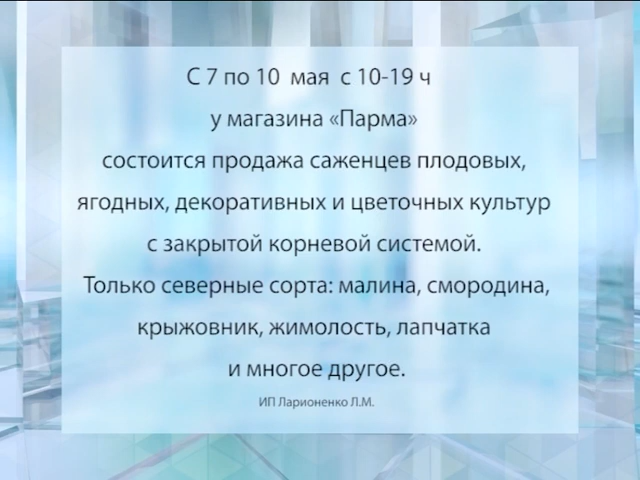 С 7 по 10 мая с 10-19 ч
у магазина «Парма»
состоится продажа саженцев плодовых,
ягодных, декоративных и цветочных культур
с закрытой корневой системой.
Только северные сорта: малина, смородина,
крыжовник, жимолость, лапчатка
и многое другое.
ИП Ларионенко Л.М.